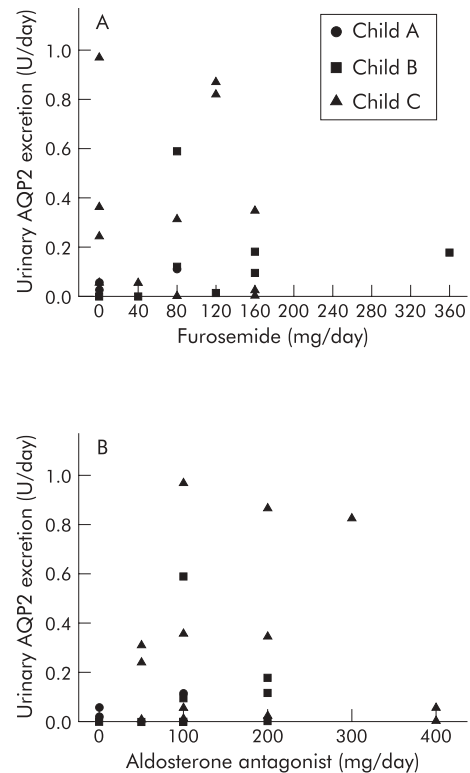 A
Child A
Child B
Child C
Urinary AQP2 excretion (U/day)
1.0
0.8
0.6
0.4
0.2
0.0
0 40 80 120 160 200 240 280 320 360
Furosemide (mg/day)
B
Urinary AQP2 excretion (U/day)
1.0
0.8
0.6
0.4
0.2
0.0
0 100 200 300 400
Aldosterone antagonist (mg/day)